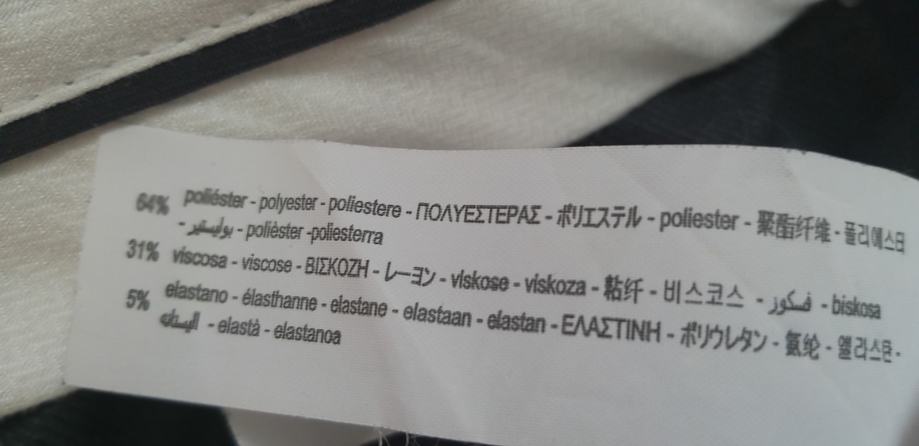 64% poliéster - polyester - poliestere - ΠΟΛΥΕΣΤΕΡΑΣ - ポリエステル - poliester - 聚酯纤维 - 폴리에스터
- بوليستير - polièster -poliesterra
31% viscosa - viscose - ΒΙΣΚΟΖΗ - レーヨン - viskose - viskoza - 粘纤 - 비스코스 - فسكوز - biskosa
5% elastano - élasthanne - elastane - elastaan - elastan - ΕΛΑΣΤΙΝΗ - ポリウレタン - 氨纶 - 엘라스탄 -
- elastà - elastanoa